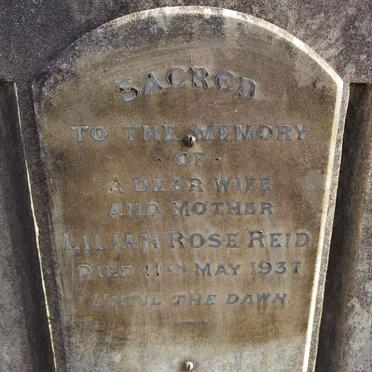 SACRED
TO THE MEMORY
- OF -
A DEAR WIFE
AND MOTHER
LILIAN ROSE REID
DIED 11TH MAY 1937
UNTIL THE DAWN